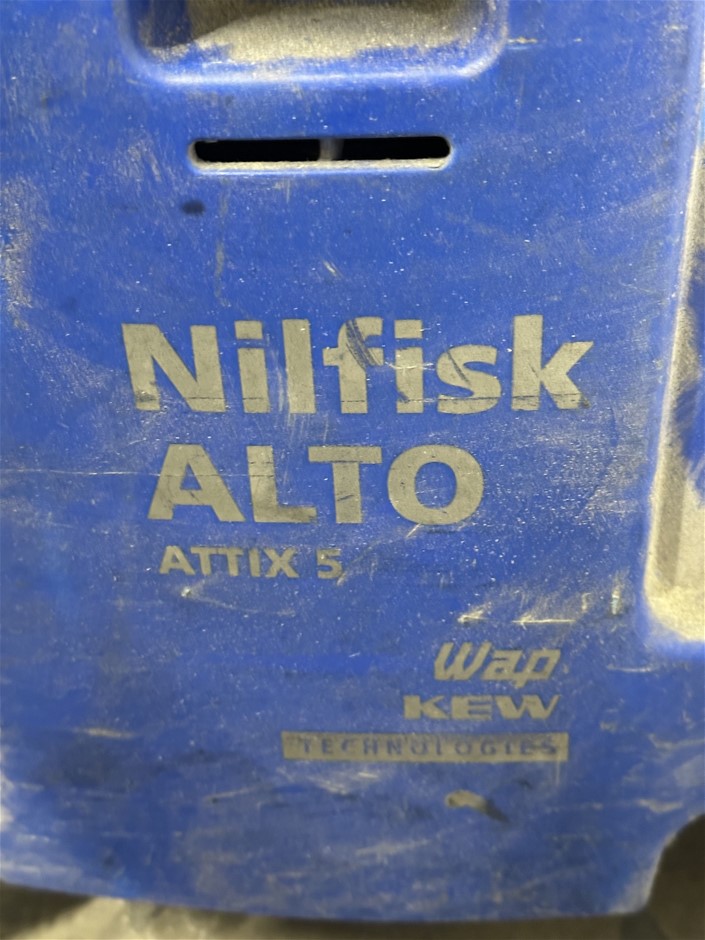 Nilfisk
ALTO
ATTIX 5
Wap
KEW
TECHNOLOGIES